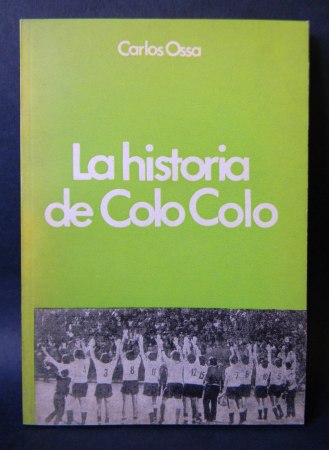 Carlos Ossa
La historia
de Colo Colo